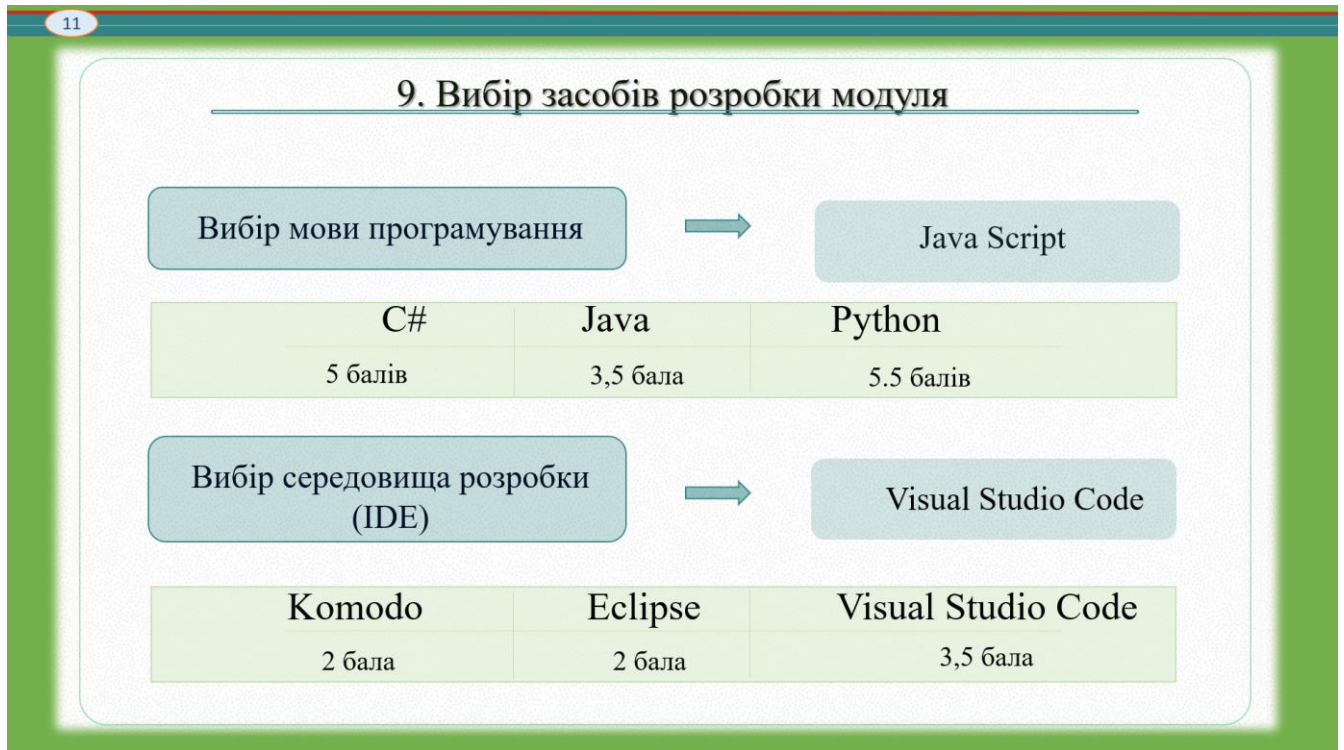 11
9. Вибір засобів розробки модуля
Вибір мови програмування
Java Script
C# Java Python
5 балів 3,5 бала 5.5 балів
Вибір середовища розробки
(IDE)
Visual Studio Code
Komodo Eclipse Visual Studio Code
2 бала 2 бала 3,5 бала